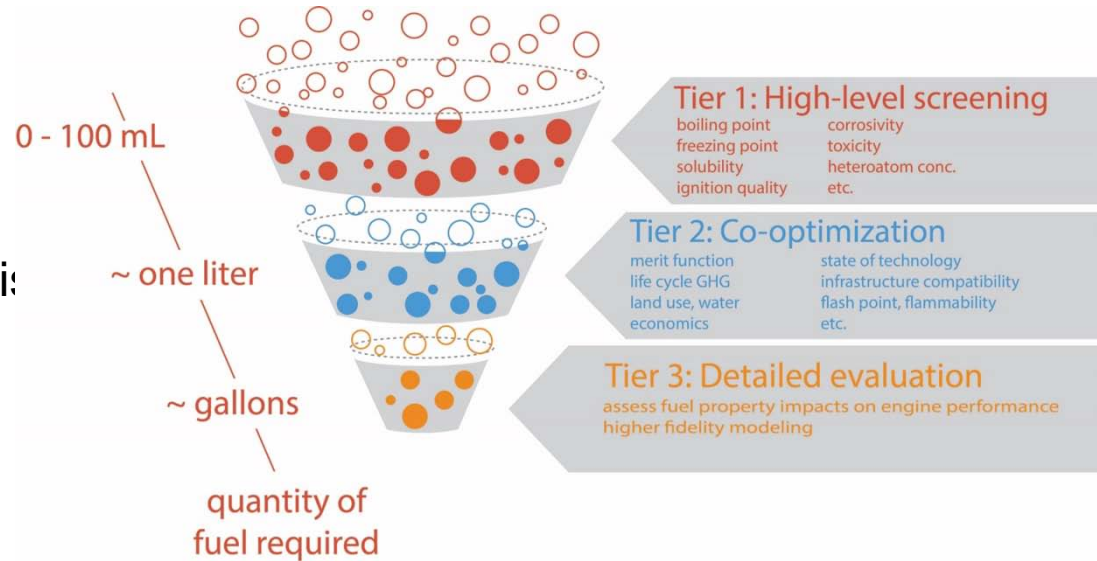 0 - 100 mL
~ one liter
~ gallons
quantity of
fuel required
is
Tier 1: High-level screening
boiling point corrosivity
freezing point toxicity
solubility heteroatom conc.
ignition quality etc.
Tier 2: Co-optimization
merit function state of technology
life cycle GHG infrastructure compatibility
land use, water flash point, flammability
economics etc.
Tier 3: Detailed evaluation
assess fuel property impacts on engine performance
higher fidelity modeling